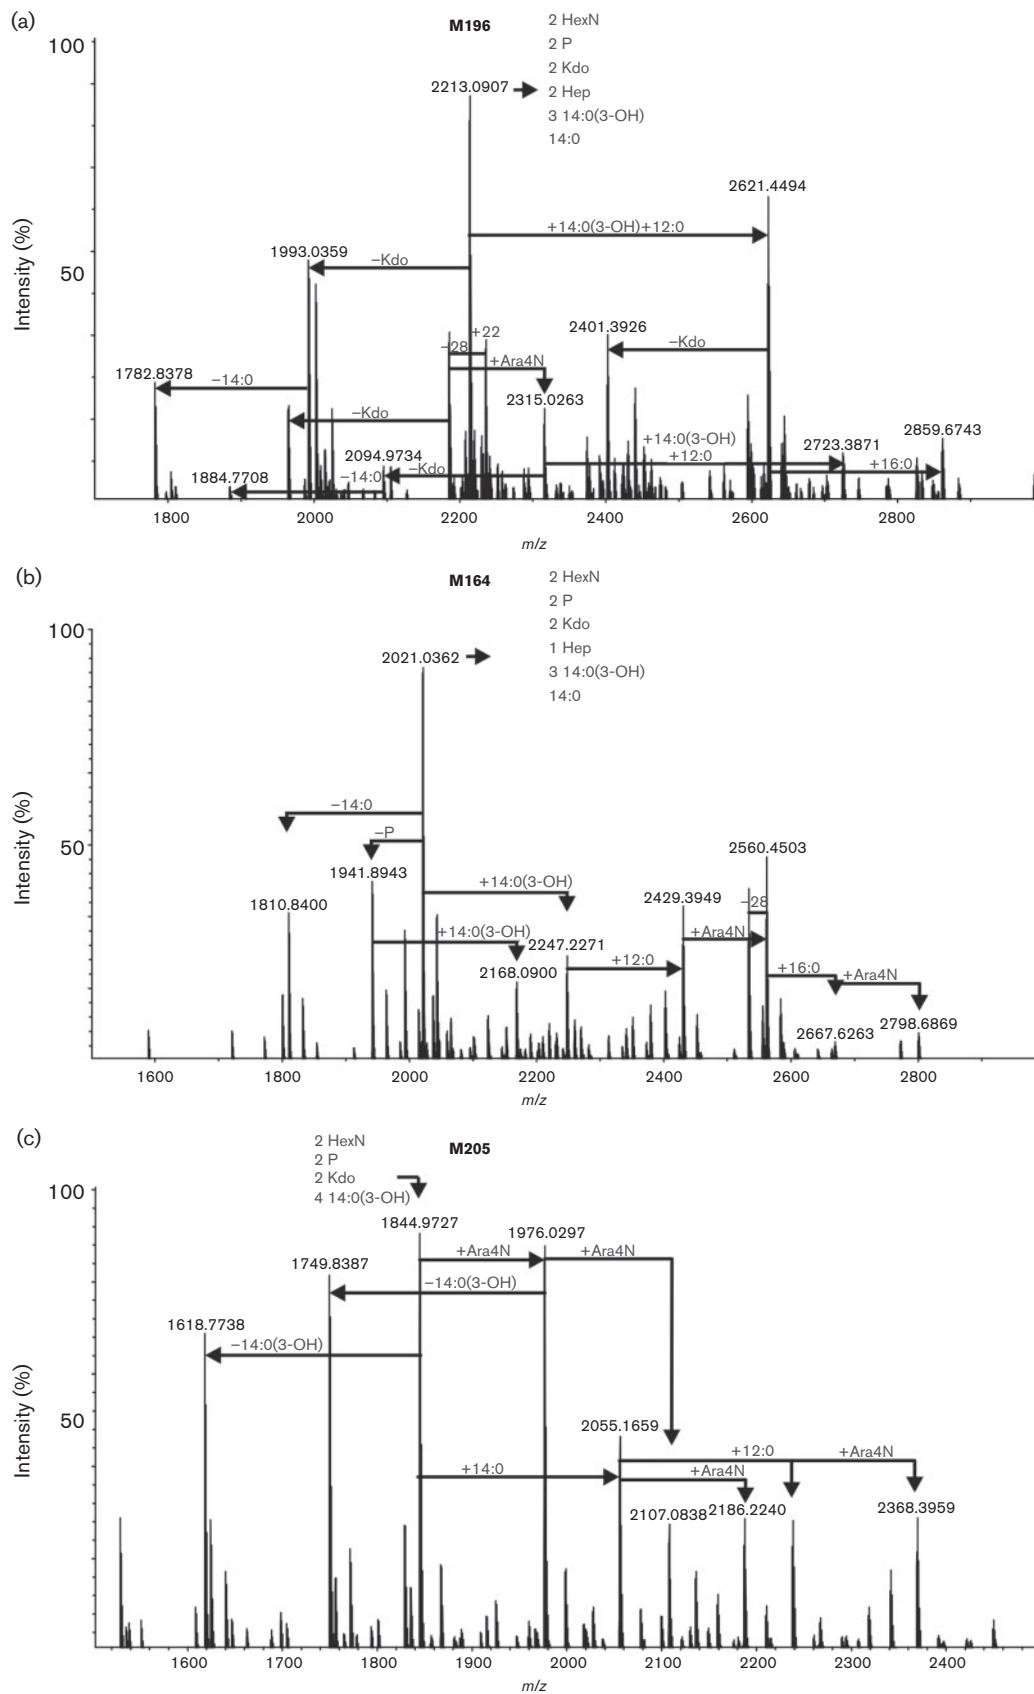 (a)
M196
2 HexN
2 P
2 Kdo
2 Hep
3 14:0(3-OH)
14:0
100
2213.0907
2621.4494
+14:0(3-OH)+12:0
1993.0359
−Kdo
50
2401.3926
−Kdo
+22
−28
+Ara4N
1782.8378
−14:0
2315.0263
−Kdo
+14:0(3-OH)
+12:0
2723.3871
2859.6743
2094.9734
−Kdo
+16:0
1884.7708
−14:0
Intensity (%)
1800
2000
2200
2400
2600
2800
m/z
(b)
M164
2 HexN
2 P
2 Kdo
1 Hep
3 14:0(3-OH)
14:0
100
2021.0362
−14:0
−P
50
2560.4503
1941.8943
+14:0(3-OH)
2429.3949
−28
1810.8400
+14:0(3-OH)
2247.2271
+Ara4N
2168.0900
+12:0
+16:0
+Ara4N
2667.6263
2798.6869
Intensity (%)
1600
1800
2000
2200
2400
2600
2800
m/z
(c)
M205
2 HexN
2 P
2 Kdo
4 14:0(3-OH)
100
1844.9727
1976.0297
1749.8387
+Ara4N
+Ara4N
−14:0(3-OH)
1618.7738
−14:0(3-OH)
50
2055.1659
+12:0
+Ara4N
+14:0
+Ara4N
2107.0838
2186.2240
2368.3959
Intensity (%)
1600
1700
1800
1900
2000
2100
2200
2300
2400
m/z